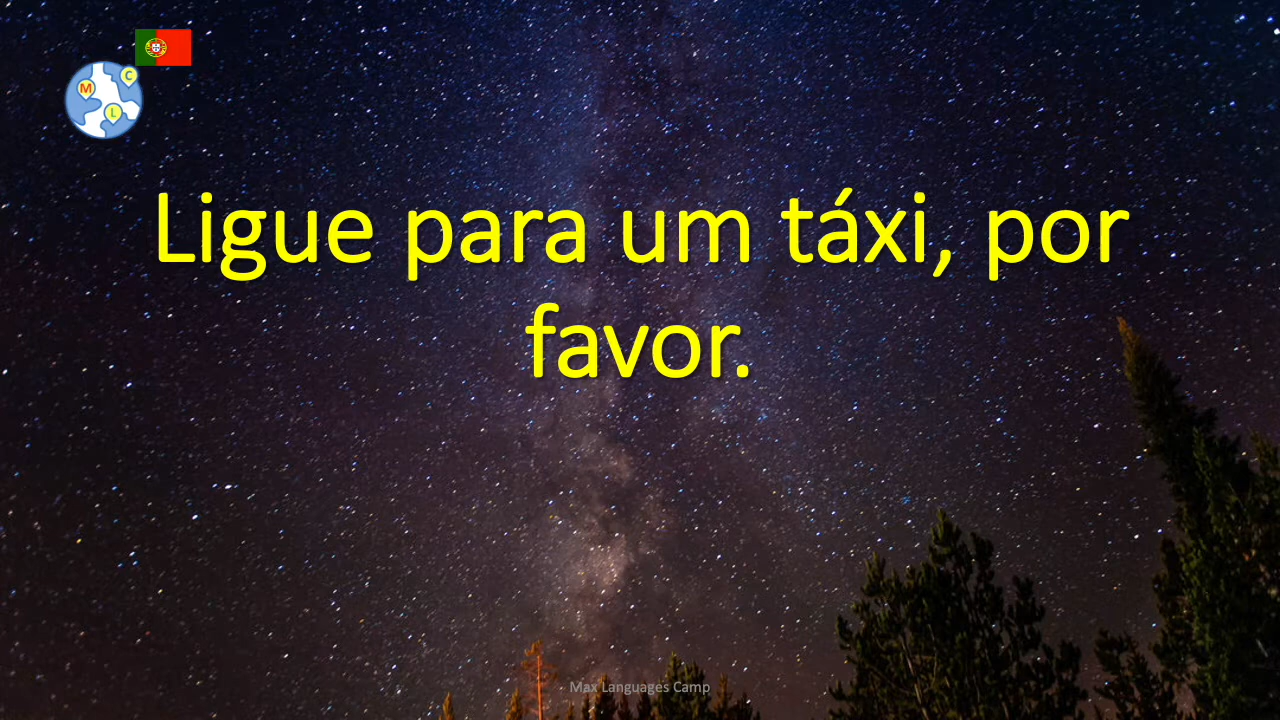 M
C
L
Ligue para um táxi, por
favor.
Max Languages Camp